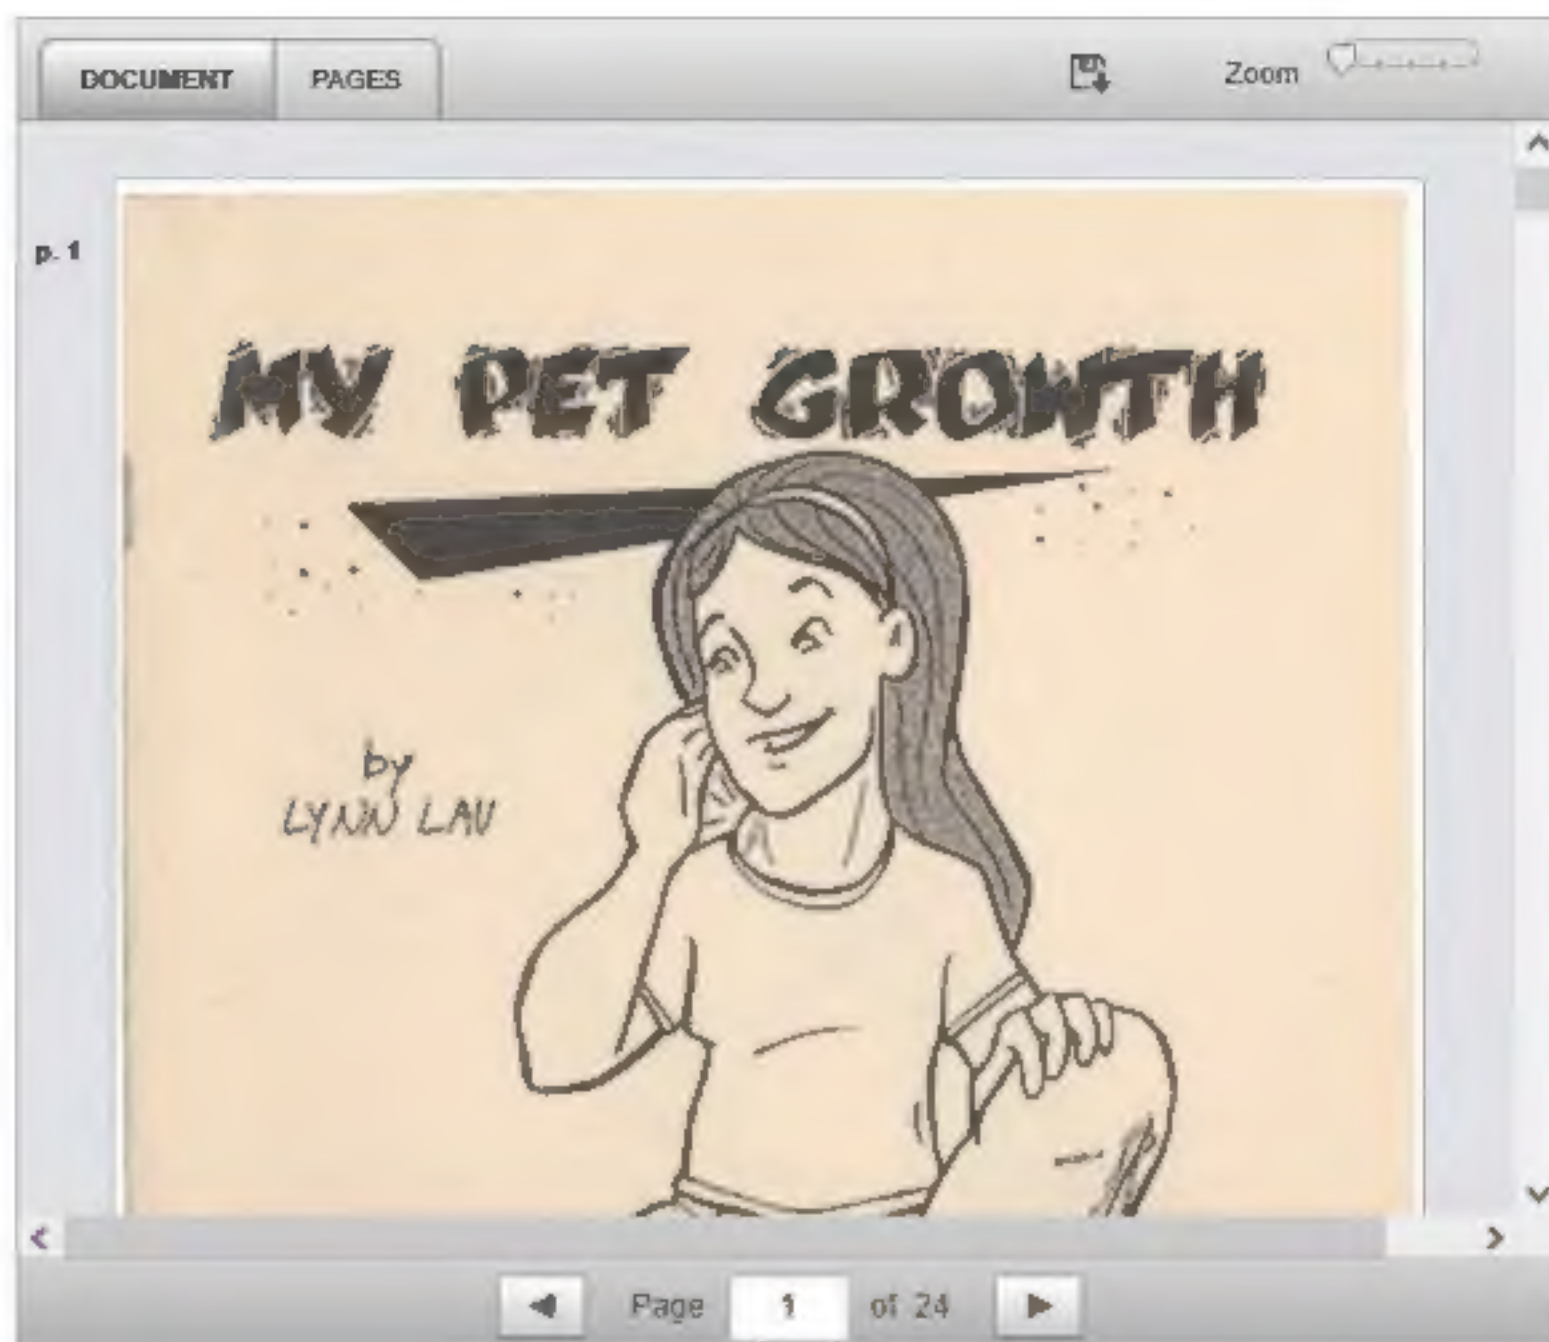 DOCUMENT PAGES Zoom
p. 1
MY PET GROWTH
by
LYNN LAU
Page 1 of 24